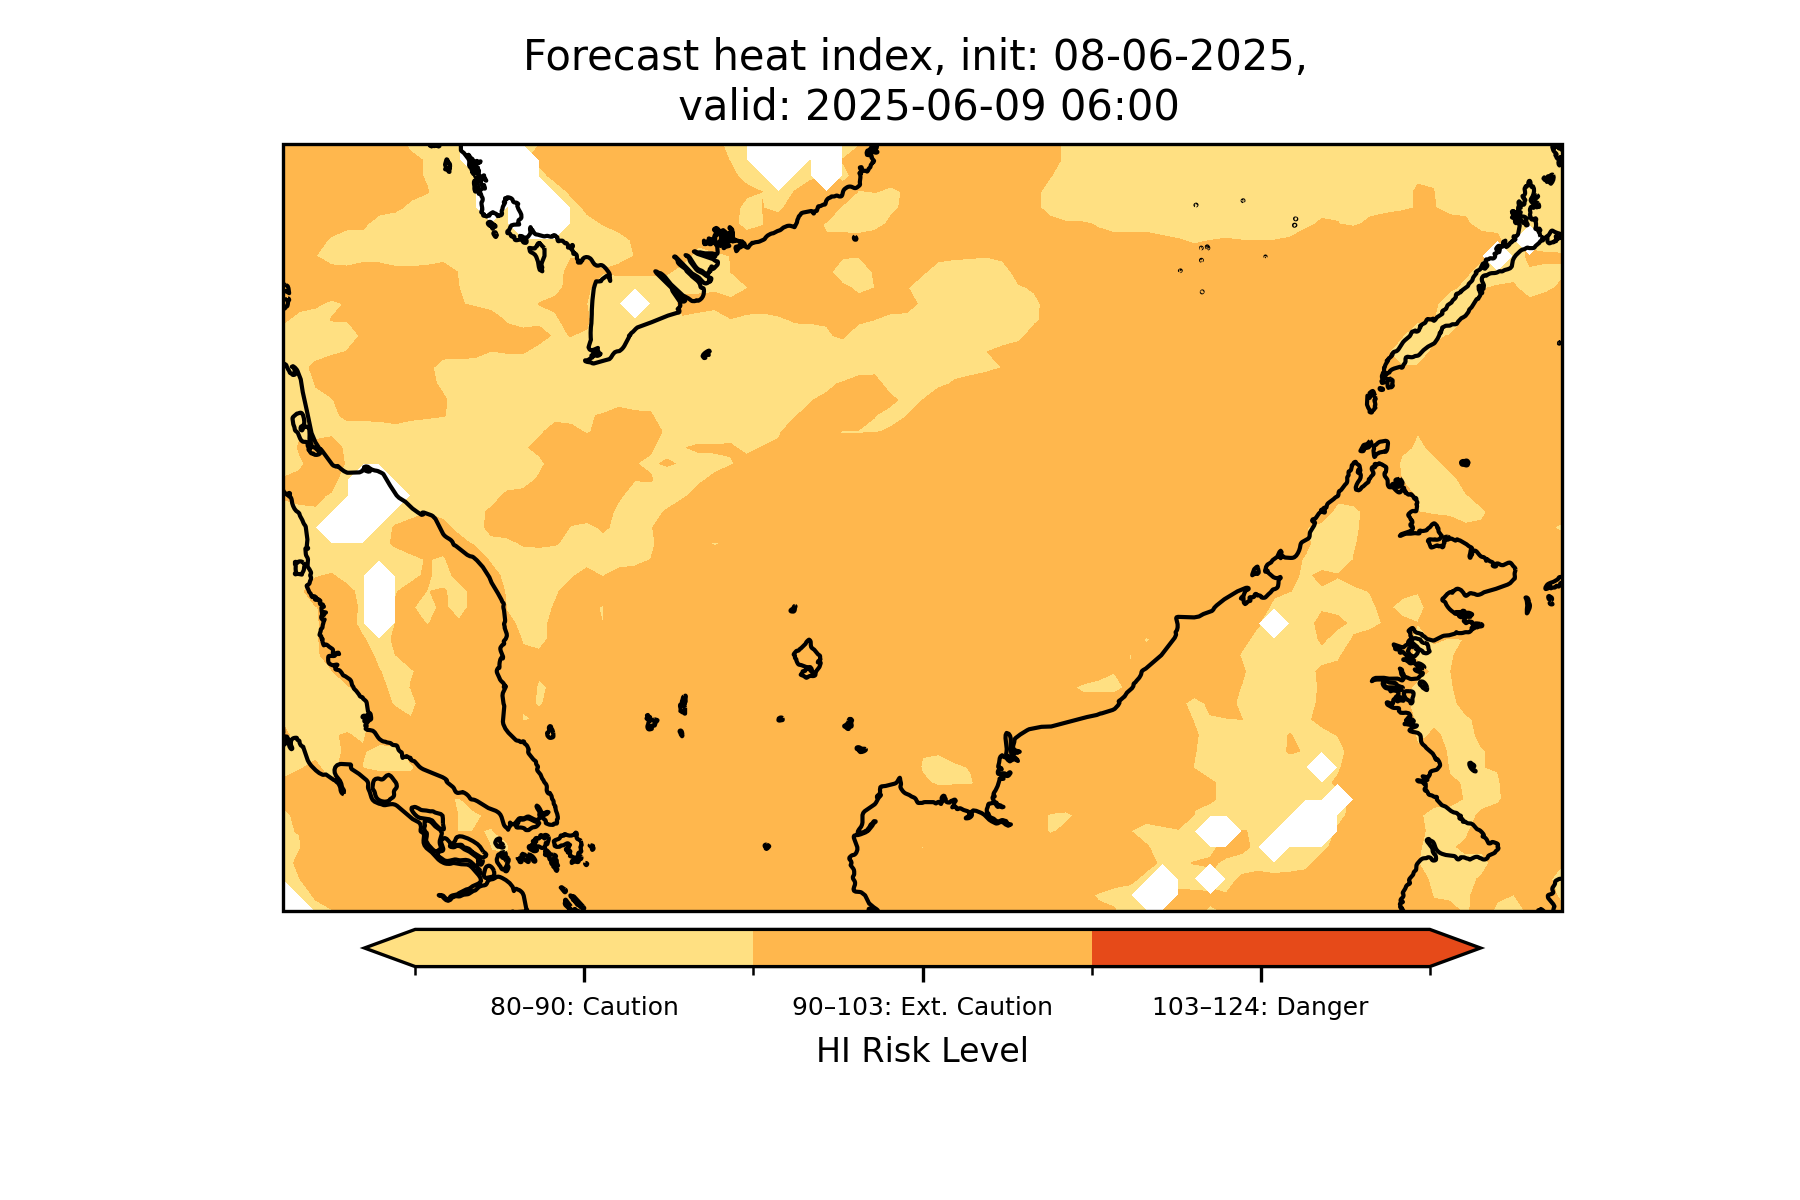 Forecast heat index, init: 08-06-2025,
valid: 2025-06-09 06:00
80–90: Caution
90–103: Ext. Caution
103–124: Danger
HI Risk Level